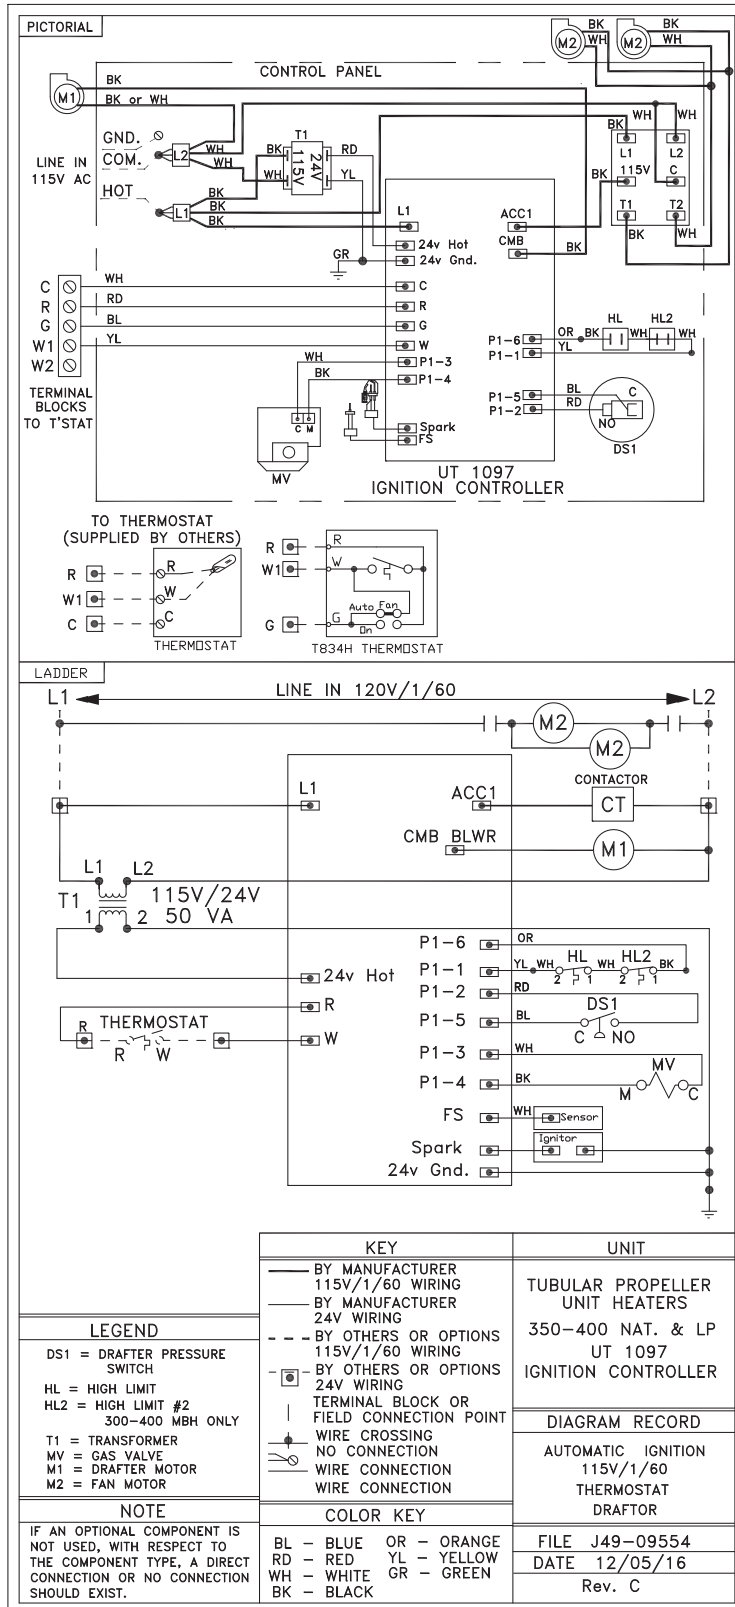 PICTORIAL
BK
WH
M2
BK
WH
M2
CONTROL PANEL
BK
BK or WH
M1
GND.
COM.
LINE IN
115V AC
HOT
L2
WH
WH
BK
WH
T1
115V
24V
RD
YL
L1
BK
BK
BK
WH
WH
BK
L1
L2
115V
C
BK
T1
T2
BK
WH
L1
ACC1
CMB
BK
24v Hot
24v Gnd.
GR
C
WH
C
R
RD
R
G
BL
G
W1
YL
W
W2
TERMINAL
BLOCKS
TO T'STAT
WH
P1-3
BK
P1-4
C M
MV
Spark
FS
P1-6
OR
BK
HL
WH
HL2
WH
P1-1
YL
P1-5
BL
P1-2
RD
C
NO
DS1
UT 1097
IGNITION CONTROLLER
TO THERMOSTAT
(SUPPLIED BY OTHERS)
R
R
W1
W
C
C
THERMOSTAT
R
R
W1
W
G
G
Auto
Fan
On
T834H THERMOSTAT
LADDER
L1
LINE IN 120V/1/60
L2
M2
M2
L1
ACC1
CONTACTOR
CT
CMB BLWR
M1
L1
L2
T1
115V/24V
1
2
50 VA
24v Hot
R
R
THERMOSTAT
R
W
W
P1-6
OR
P1-1
YL
WH
HL
WH
HL2
BK
2
1
2
1
P1-2
RD
P1-5
BL
DS1
C
NO
P1-3
WH
P1-4
BK
MV
M
C
FS
WH
Sensor
Spark
Ignitor
24v Gnd.
KEY
BY MANUFACTURER
115V/1/60 WIRING
BY MANUFACTURER
24V WIRING
BY OTHERS OR OPTIONS
115V/1/60 WIRING
BY OTHERS OR OPTIONS
24V WIRING
TERMINAL BLOCK OR
FIELD CONNECTION POINT
WIRE CROSSING
NO CONNECTION
WIRE CONNECTION
WIRE CONNECTION
UNIT
TUBULAR PROPELLER
UNIT HEATERS
350-400 NAT. & LP
UT 1097
IGNITION CONTROLLER
LEGEND
DS1 = DRAFTER PRESSURE
SWITCH
HL = HIGH LIMIT
HL2 = HIGH LIMIT #2
300-400 MBH ONLY
T1 = TRANSFORMER
MV = GAS VALVE
M1 = DRAFTER MOTOR
M2 = FAN MOTOR
DIAGRAM RECORD
AUTOMATIC IGNITION
115V/1/60
THERMOSTAT
DRAFTOR
NOTE
IF AN OPTIONAL COMPONENT IS
NOT USED, WITH RESPECT TO
THE COMPONENT TYPE, A DIRECT
CONNECTION OR NO CONNECTION
SHOULD EXIST.
COLOR KEY
BL - BLUE OR - ORANGE
RD - RED YL - YELLOW
WH - WHITE GR - GREEN
BK - BLACK
FILE J49-09554
DATE 12/05/16
Rev. C